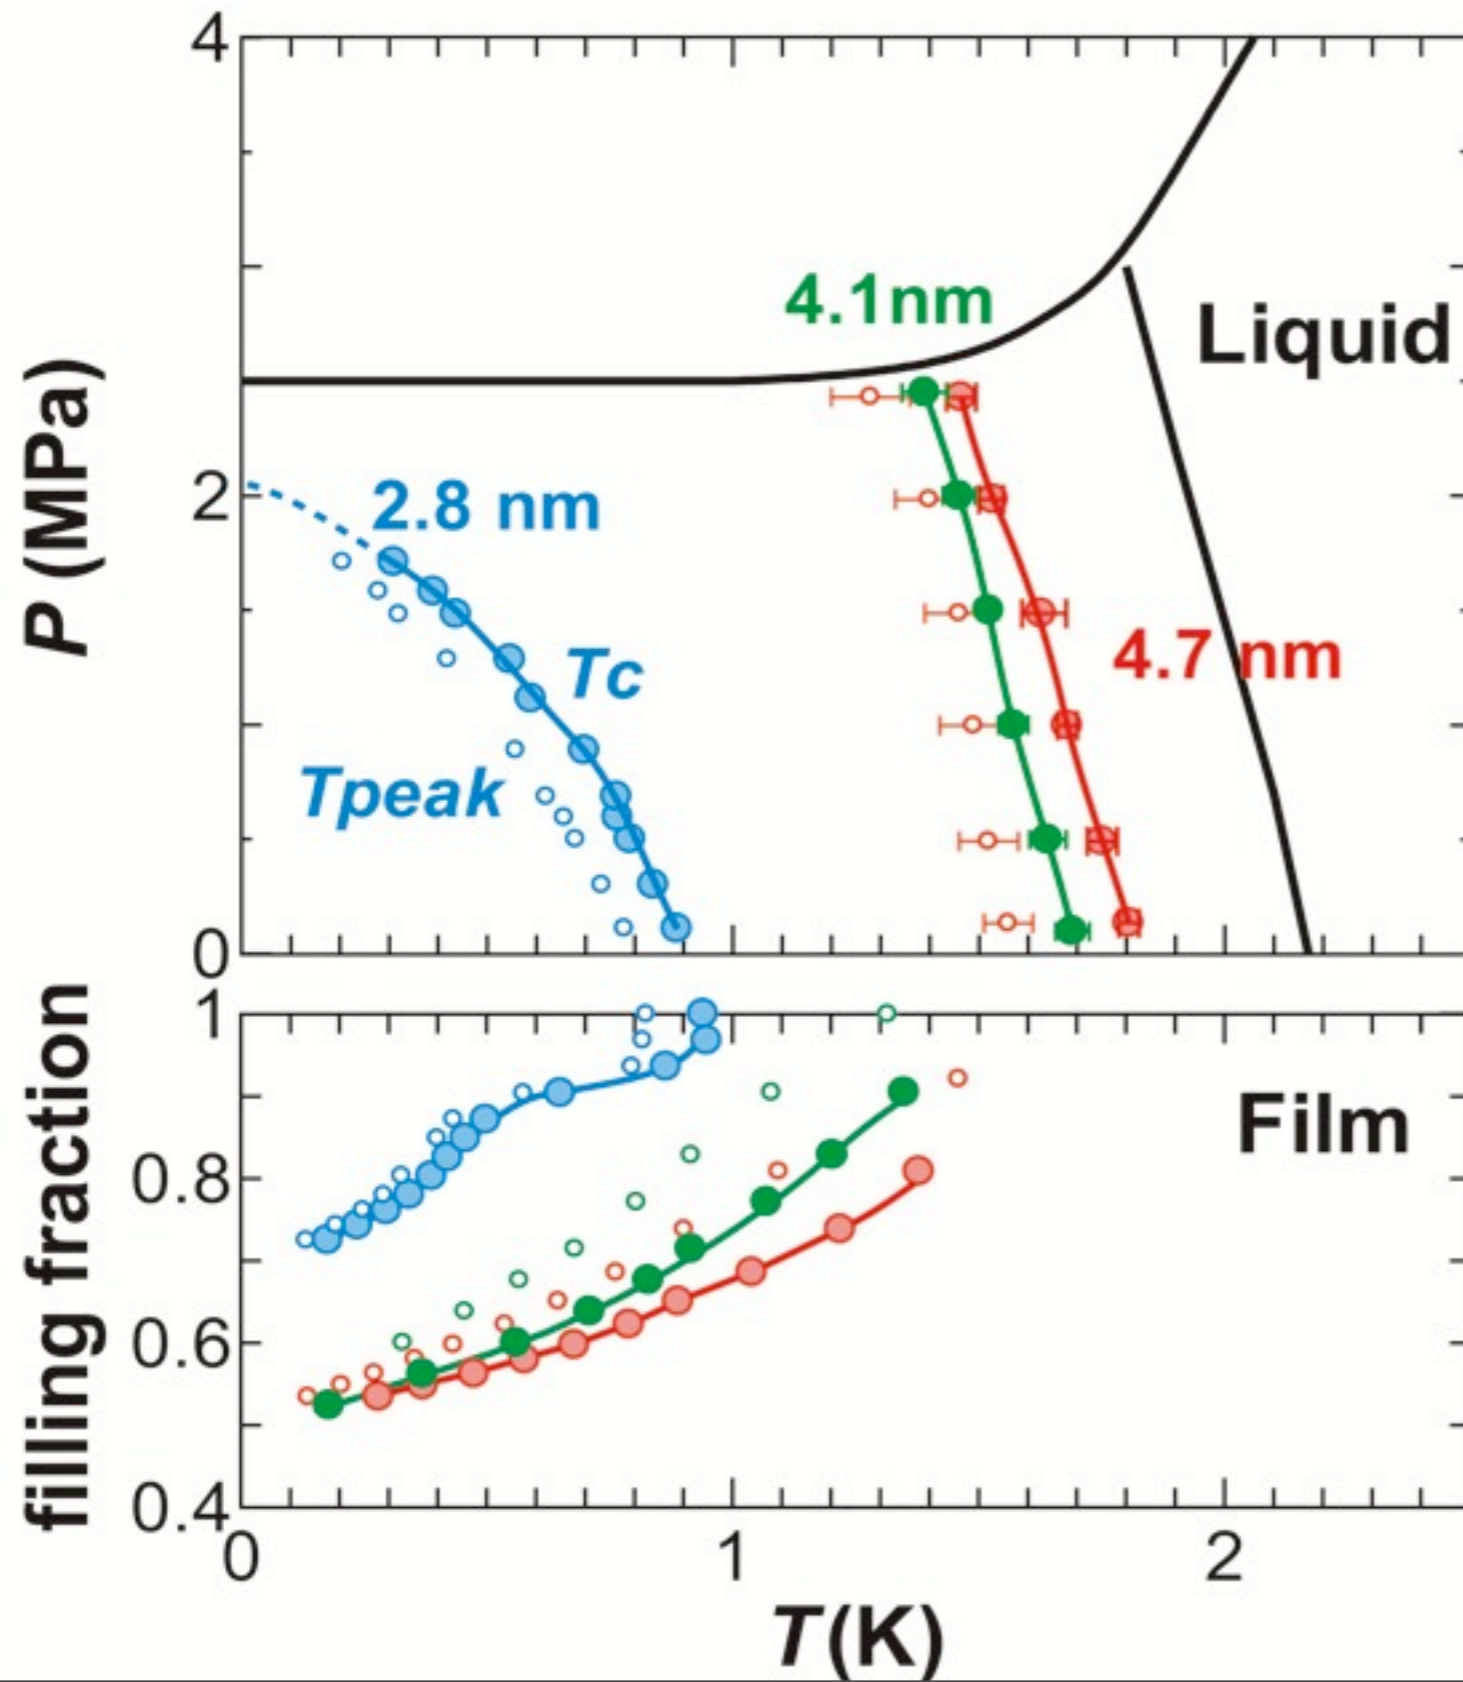 4
4.1nm
Liquid
P (MPa)
2
2.8 nm
Tc
4.7 nm
Tpeak
0
1
filling fraction
Film
0.8
0.6
0.4
0
1
2
T(K)